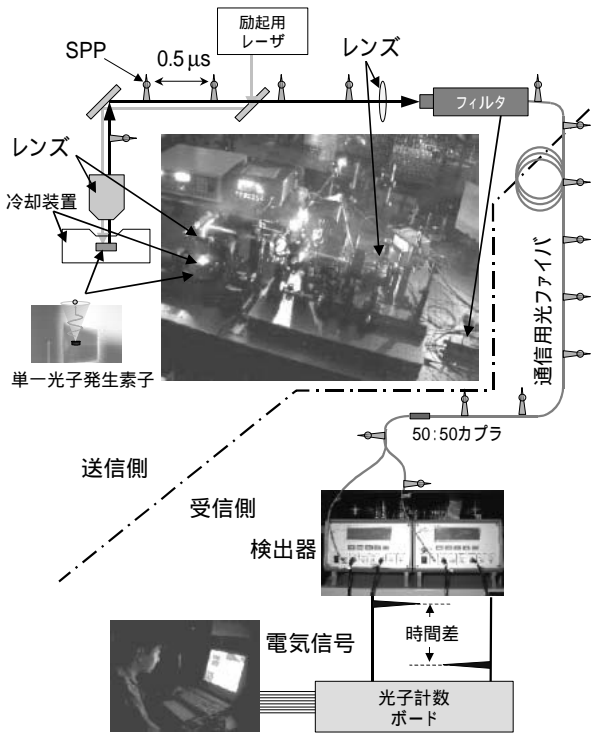 励起用
レーザ
SPP
0.5 μs
レンズ
フィルタ
レンズ
冷却装置
通信用光ファイバ
単一光子発生素子
50:50カプラ
送信側
受信側
検出器
時間差
電気信号
光子計数
ボード